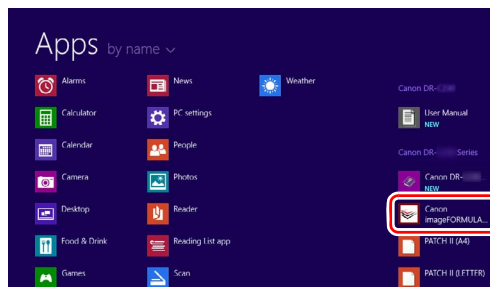 Apps by name
Alarms
Calculator
Calendar
Camera
Desktop
Food & Drink
Games
News
PC settings
People
Photos
Reader
Reading List app
Scan
Weather
Canon DR-
User Manual
NEW
Canon DR- Series
Canon DR-
NEW
Canon
imageFORMULA...
PATCH II (A4)
PATCH II (LETTER)